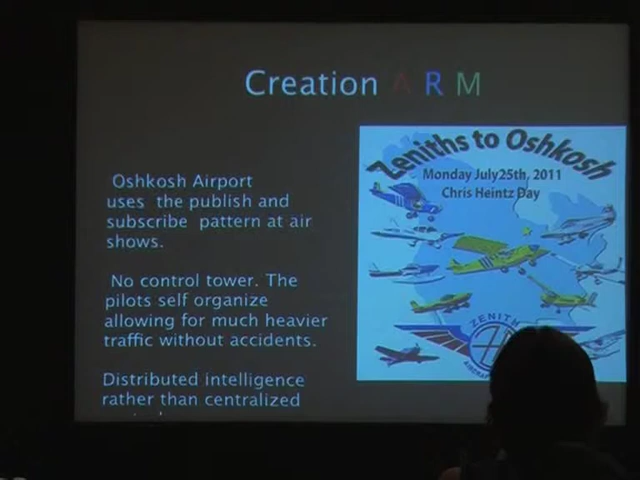 Creation A R M
Oshkosh Airport
uses the publish and
subscribe pattern at air
shows.
No control tower. The
pilots self organize
allowing for much heavier
traffic without accidents.
Distributed intelligence
rather than centralized
Zeniths to Oshkosh
Monday July25th, 2011
Chris Heintz Day
ZENITH